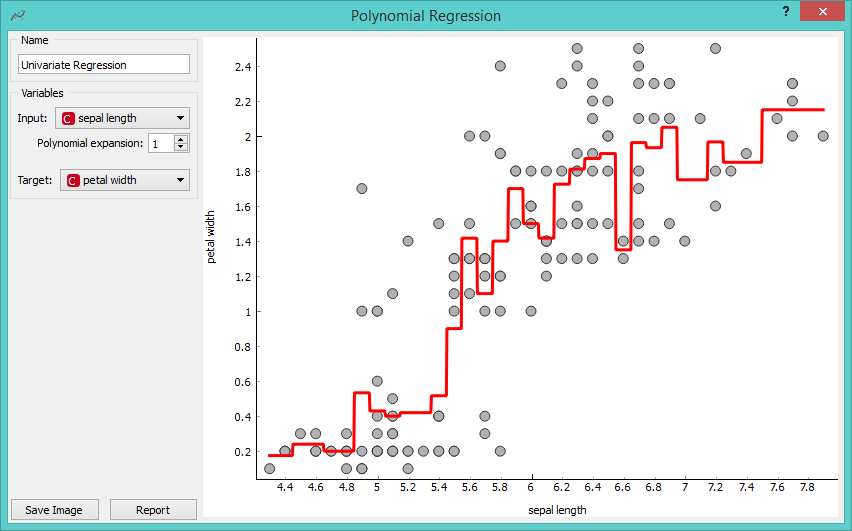 Polynomial Regression
?
Name
Univariate Regression
Variables
Input: C sepal length
Polynomial expansion: 1
Target: C petal width
Save Image
Report
petal width
2.4
2.2
2
1.8
1.6
1.4
1.2
1
0.8
0.6
0.4
0.2
4.4 4.6 4.8 5 5.2 5.4 5.6 5.8 6 6.2 6.4 6.6 6.8 7 7.2 7.4 7.6 7.8
sepal length